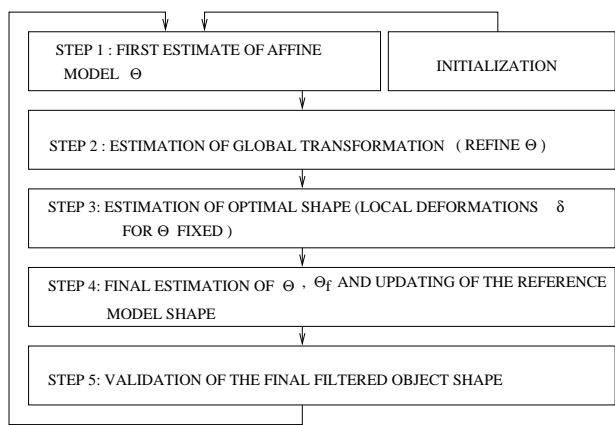 STEP 1 : FIRST ESTIMATE OF AFFINE
MODEL Θ
INITIALIZATION
STEP 2 : ESTIMATION OF GLOBAL TRANSFORMATION ( REFINE Θ )
STEP 3: ESTIMATION OF OPTIMAL SHAPE (LOCAL DEFORMATIONS δ
FOR Θ FIXED )
STEP 4: FINAL ESTIMATION OF Θ , Θf AND UPDATING OF THE REFERENCE
MODEL SHAPE
STEP 5: VALIDATION OF THE FINAL FILTERED OBJECT SHAPE